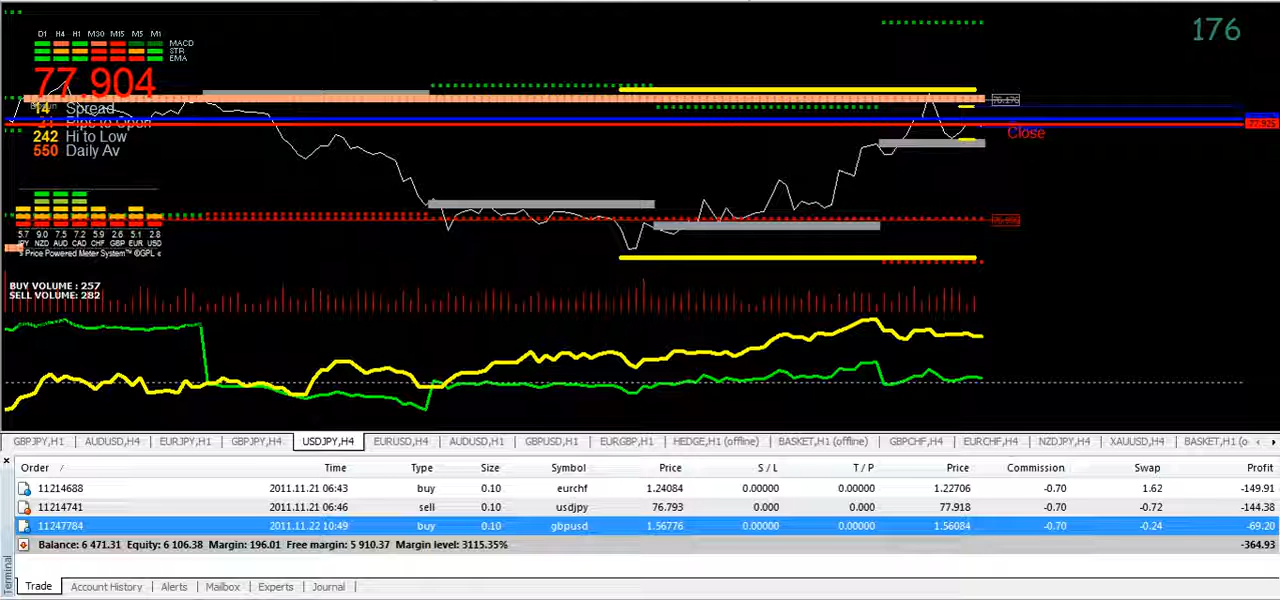 176
D1 H4 H1 M30 M15 M5 M1
MACD
STR
EMA
77.904
14 Spread
Pips to Open
242 Hi to Low
550 Daily Av
Close
77.925
5.7 9.0 7.5 7.2 5.9 2.6 5.1 2.8
JPY NZD AUD CAD CHF GBP EUR USD
Price Powered Meter System™ ©GPL
BUY VOLUME : 257
SELL VOLUME: 282
GBPJPY,H1 | AUDUSD,H4 | EURJPY,H1 | GBPJPY,H4 | USDJPY,H4 | EURUSD,H4 | AUDUSD,H1 | GBPUSD,H1 | EURGBP,H1 | HEDGE,H1 (offline) | BASKET,H1 (offline) | GBPCHF,H4 | EURCHF,H4 | NZDJPY,H4 | XAUUSD,H4 | BASKET,H1 (o
Order / Time Type Size Symbol Price S / L T / P Price Commission Swap Profit
11214688 2011.11.21 06:43 buy 0.10 eurchf 1.24084 0.00000 0.00000 1.22706 -0.70 1.62 -149.91
11214741 2011.11.21 06:46 sell 0.10 usdjpy 76.793 0.000 0.000 77.918 -0.70 -0.72 -144.38
11247784 2011.11.22 10:49 buy 0.10 gbpusd 1.56776 0.00000 0.00000 1.56084 -0.70 -0.24 -69.20
Balance: 6 471.31 Equity: 6 106.38 Margin: 196.01 Free margin: 5 910.37 Margin level: 3115.35% -364.93
Terminal
Trade | Account History | Alerts | Mailbox | Experts | Journal |